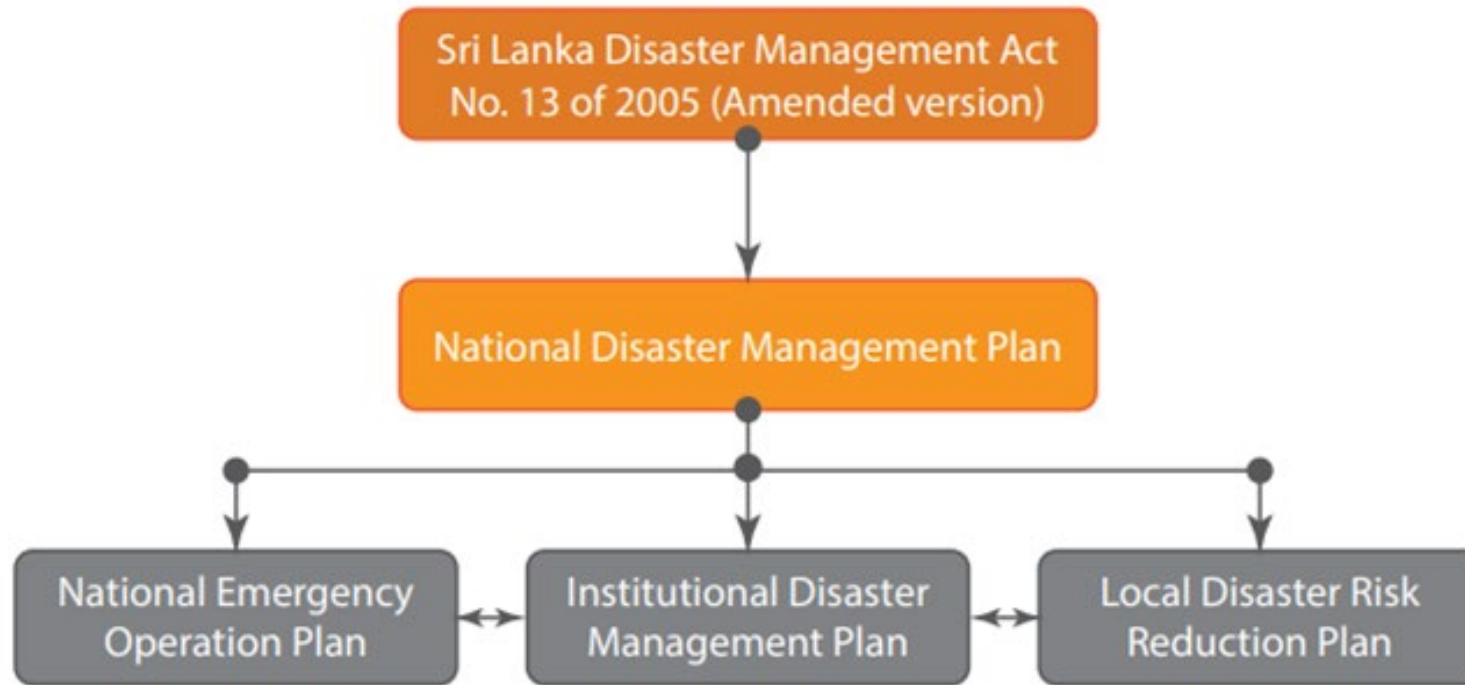 Sri Lanka Disaster Management Act
No. 13 of 2005 (Amended version)
National Disaster Management Plan
National Emergency
Operation Plan
Institutional Disaster
Management Plan
Local Disaster Risk
Reduction Plan